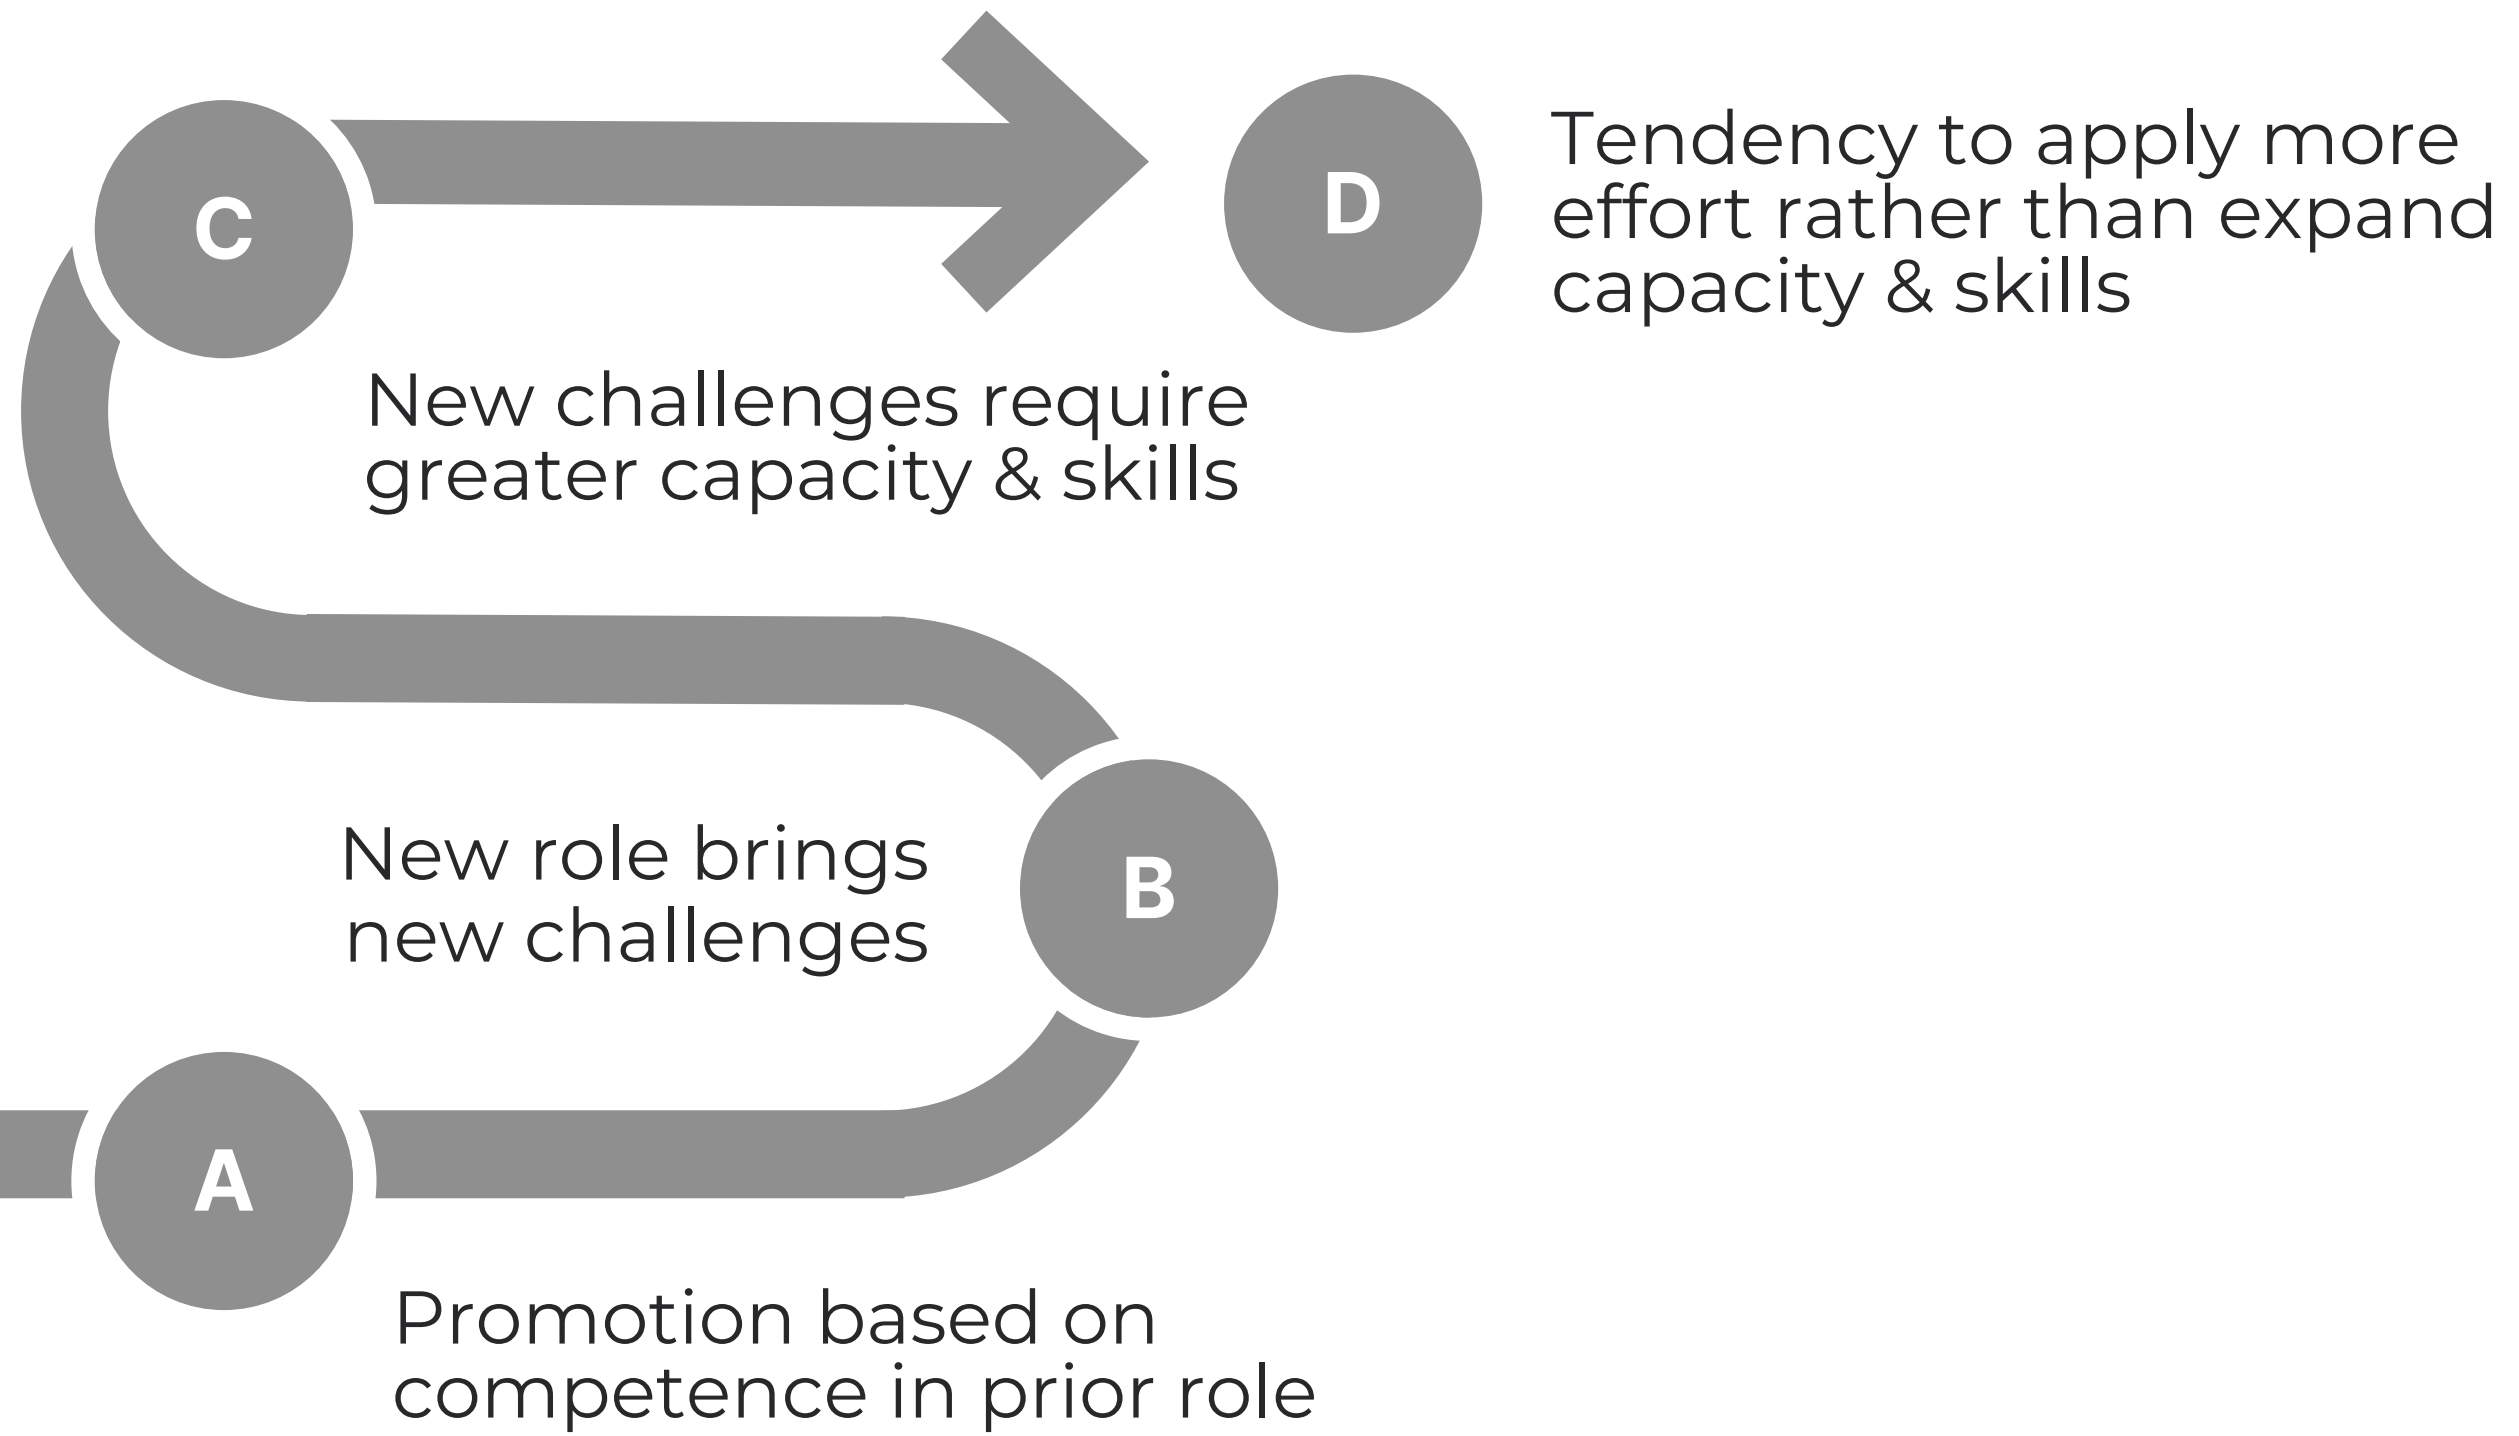 C
D
Tendency to apply more
effort rather than expand
capacity & skills
New challenges require
greater capacity & skills
New role brings
new challenges
B
A
Promotion based on
competence in prior role